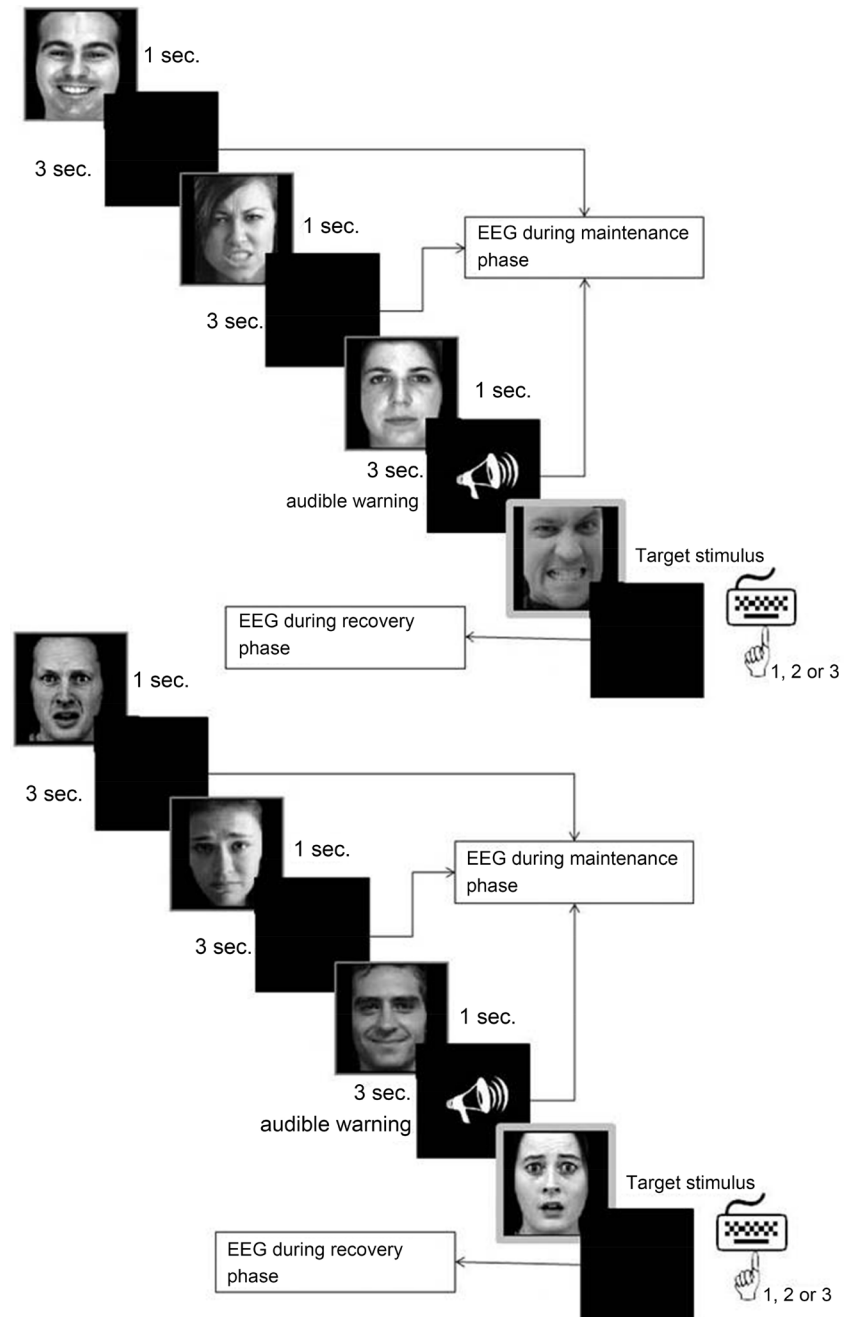 1 sec.
3 sec.
1 sec.
EEG during maintenance
phase
3 sec.
1 sec.
3 sec.
audible warning
Target stimulus
EEG during recovery
phase
1, 2 or 3
1 sec.
3 sec.
1 sec.
EEG during maintenance
phase
3 sec.
1 sec.
3 sec.
audible warning
Target stimulus
EEG during recovery
phase
1, 2 or 3